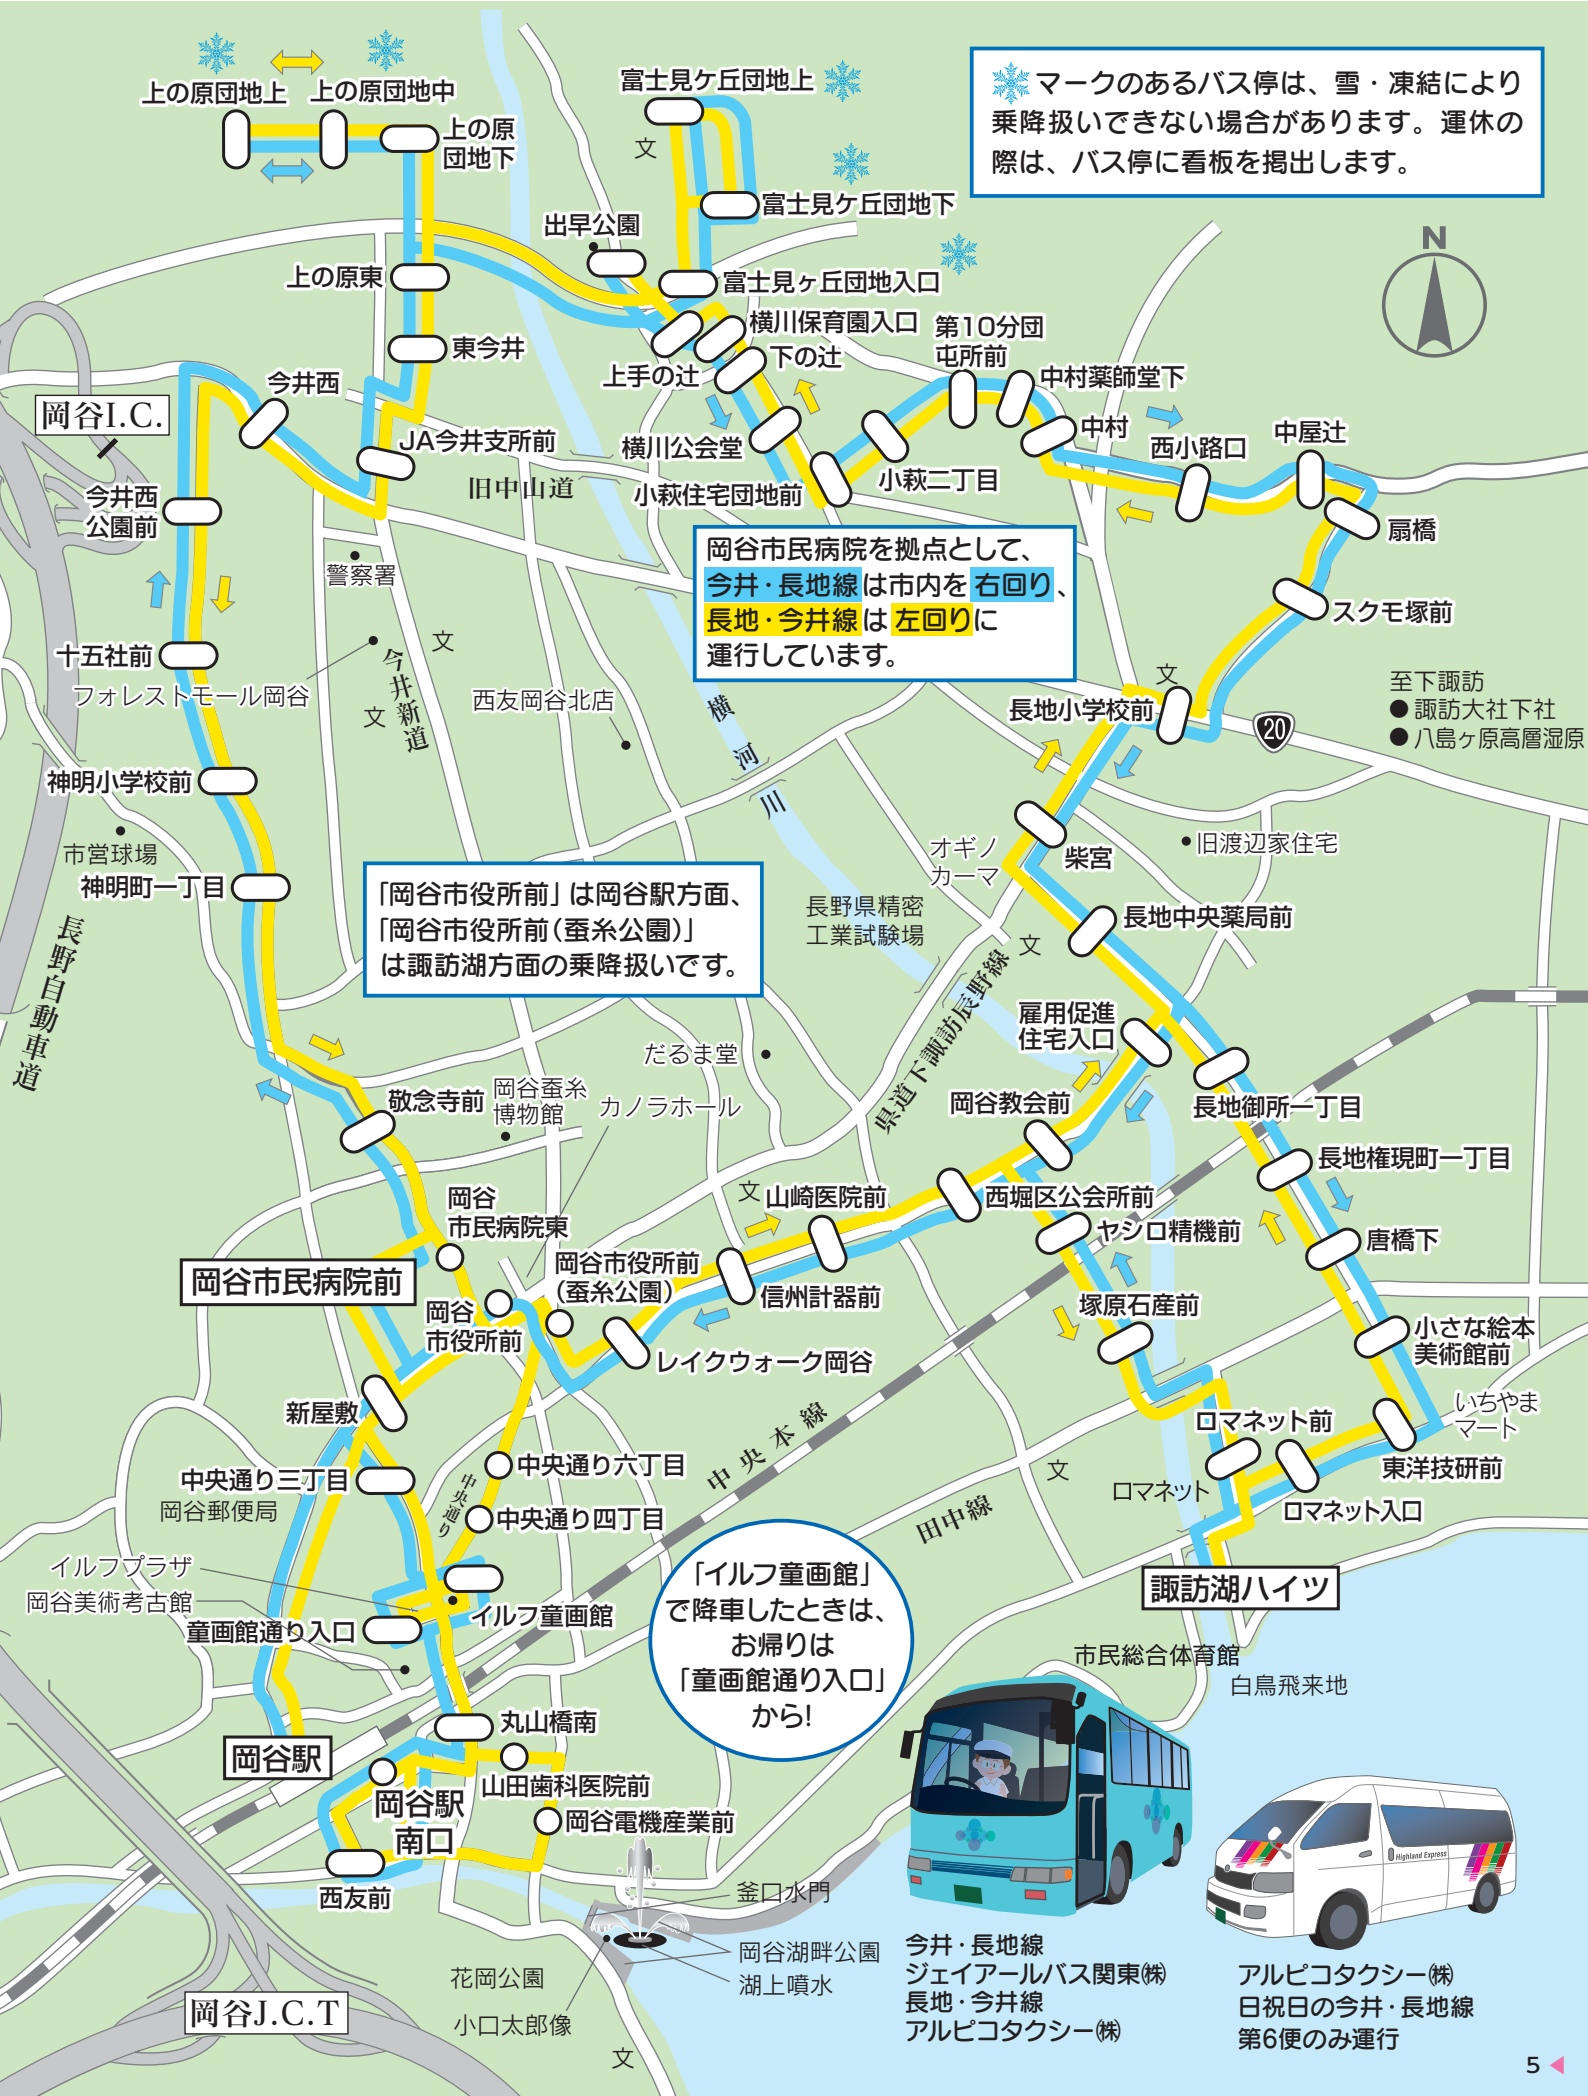 上の原団地上
上の原団地中
上の原
団地下
富士見ケ丘団地上
文
富士見ケ丘団地下
マークのあるバス停は、雪・凍結により
乗降扱いできない場合があります。運休の
際は、バス停に看板を掲出します。
N
出早公園
富士見ヶ丘団地入口
上の原東
東今井
横川保育園入口
下の辻
上手の辻
第10分団
屯所前
中村薬師堂下
中村
西小路口
中屋辻
扇橋
今井西
岡谷I.C.
JA今井支所前
旧中山道
横川公会堂
小萩住宅団地前
小萩二丁目
今井西
公園前
警察署
岡谷市民病院を拠点として、
今井・長地線は市内を右回り、
長地・今井線は左回りに
運行しています。
スクモ塚前
十五社前
フォレストモール岡谷
文
今井新道
文
西友岡谷北店
横河川
文
長地小学校前
20
至下諏訪
● 諏訪大社下社
● 八島ヶ原高層湿原
神明小学校前
市営球場
神明町一丁目
長野自動車道
「岡谷市役所前」は岡谷駅方面、
「岡谷市役所前(蚕糸公園)」
は諏訪湖方面の乗降扱いです。
オギノ
カーマ
柴宮
旧渡辺家住宅
長野県精密
工業試験場
文
長地中央薬局前
県道下諏訪辰野線
雇用促進
住宅入口
だるま堂
敬念寺前
岡谷蚕糸
博物館
カノラホール
岡谷教会前
長地御所一丁目
長地権現町一丁目
岡谷
市民病院東
文
山崎医院前
西堀区公会所前
ヤシロ精機前
唐橋下
岡谷市民病院前
岡谷市役所前
(蚕糸公園)
信州計器前
岡谷
市役所前
レイクウォーク岡谷
塚原石産前
小さな絵本
美術館前
いちやま
マート
新屋敷
中央本線
ロマネット前
東洋技研前
中央通り三丁目
岡谷郵便局
中央通り
中央通り六丁目
中央通り四丁目
文
田中線
ロマネット
ロマネット入口
イルフプラザ
岡谷美術考古館
童画館通り入口
イルフ童画館
「イルフ童画館」
で降車したときは、
お帰りは
「童画館通り入口」
から!
諏訪湖ハイツ
市民総合体育館
白鳥飛来地
岡谷駅
丸山橋南
山田歯科医院前
岡谷駅
南口
岡谷電機産業前
西友前
釜口水門
岡谷湖畔公園
湖上噴水
花岡公園
小口太郎像
文
岡谷J.C.T
Highland Express
今井・長地線
ジェイアールバス関東㈱
長地・今井線
アルピコタクシー㈱
アルピコタクシー㈱
日祝日の今井・長地線
第6便のみ運行
5